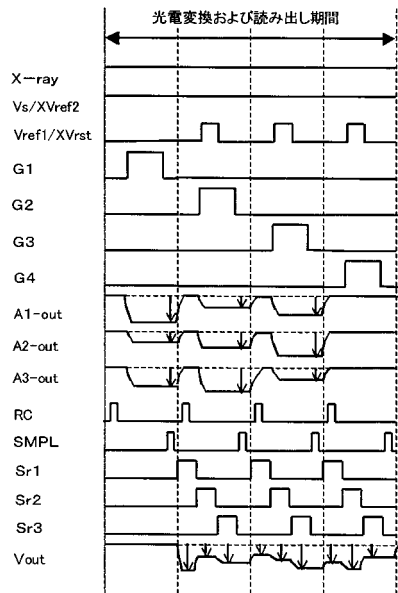 光電変換および読み出し期間
X－ray
Vs/XVref2
Vref1/XVrst
G1
G2
G3
G4
A1-out
A2-out
A3-out
RC
SMPL
Sr1
Sr2
Sr3
Vout